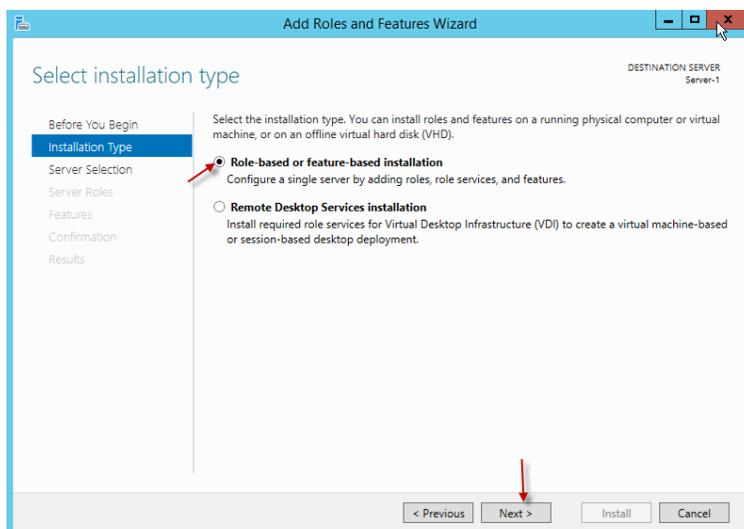 Add Roles and Features Wizard
Select installation type
DESTINATION SERVER
Server-1
Before You Begin
Installation Type
Server Selection
Server Roles
Features
Confirmation
Results
Select the installation type. You can install roles and features on a running physical computer or virtual
machine, or on an offline virtual hard disk (VHD).
Role-based or feature-based installation
Configure a single server by adding roles, role services, and features.
Remote Desktop Services installation
Install required role services for Virtual Desktop Infrastructure (VDI) to create a virtual machine-based
or session-based desktop deployment.
< Previous
Next >
Install
Cancel